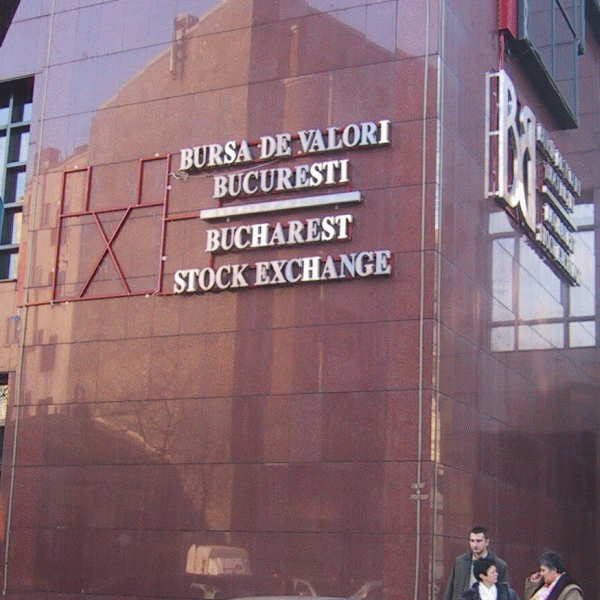 BURSA DE VALORI
BUCURESTI
BUCHAREST
STOCK EXCHANGE